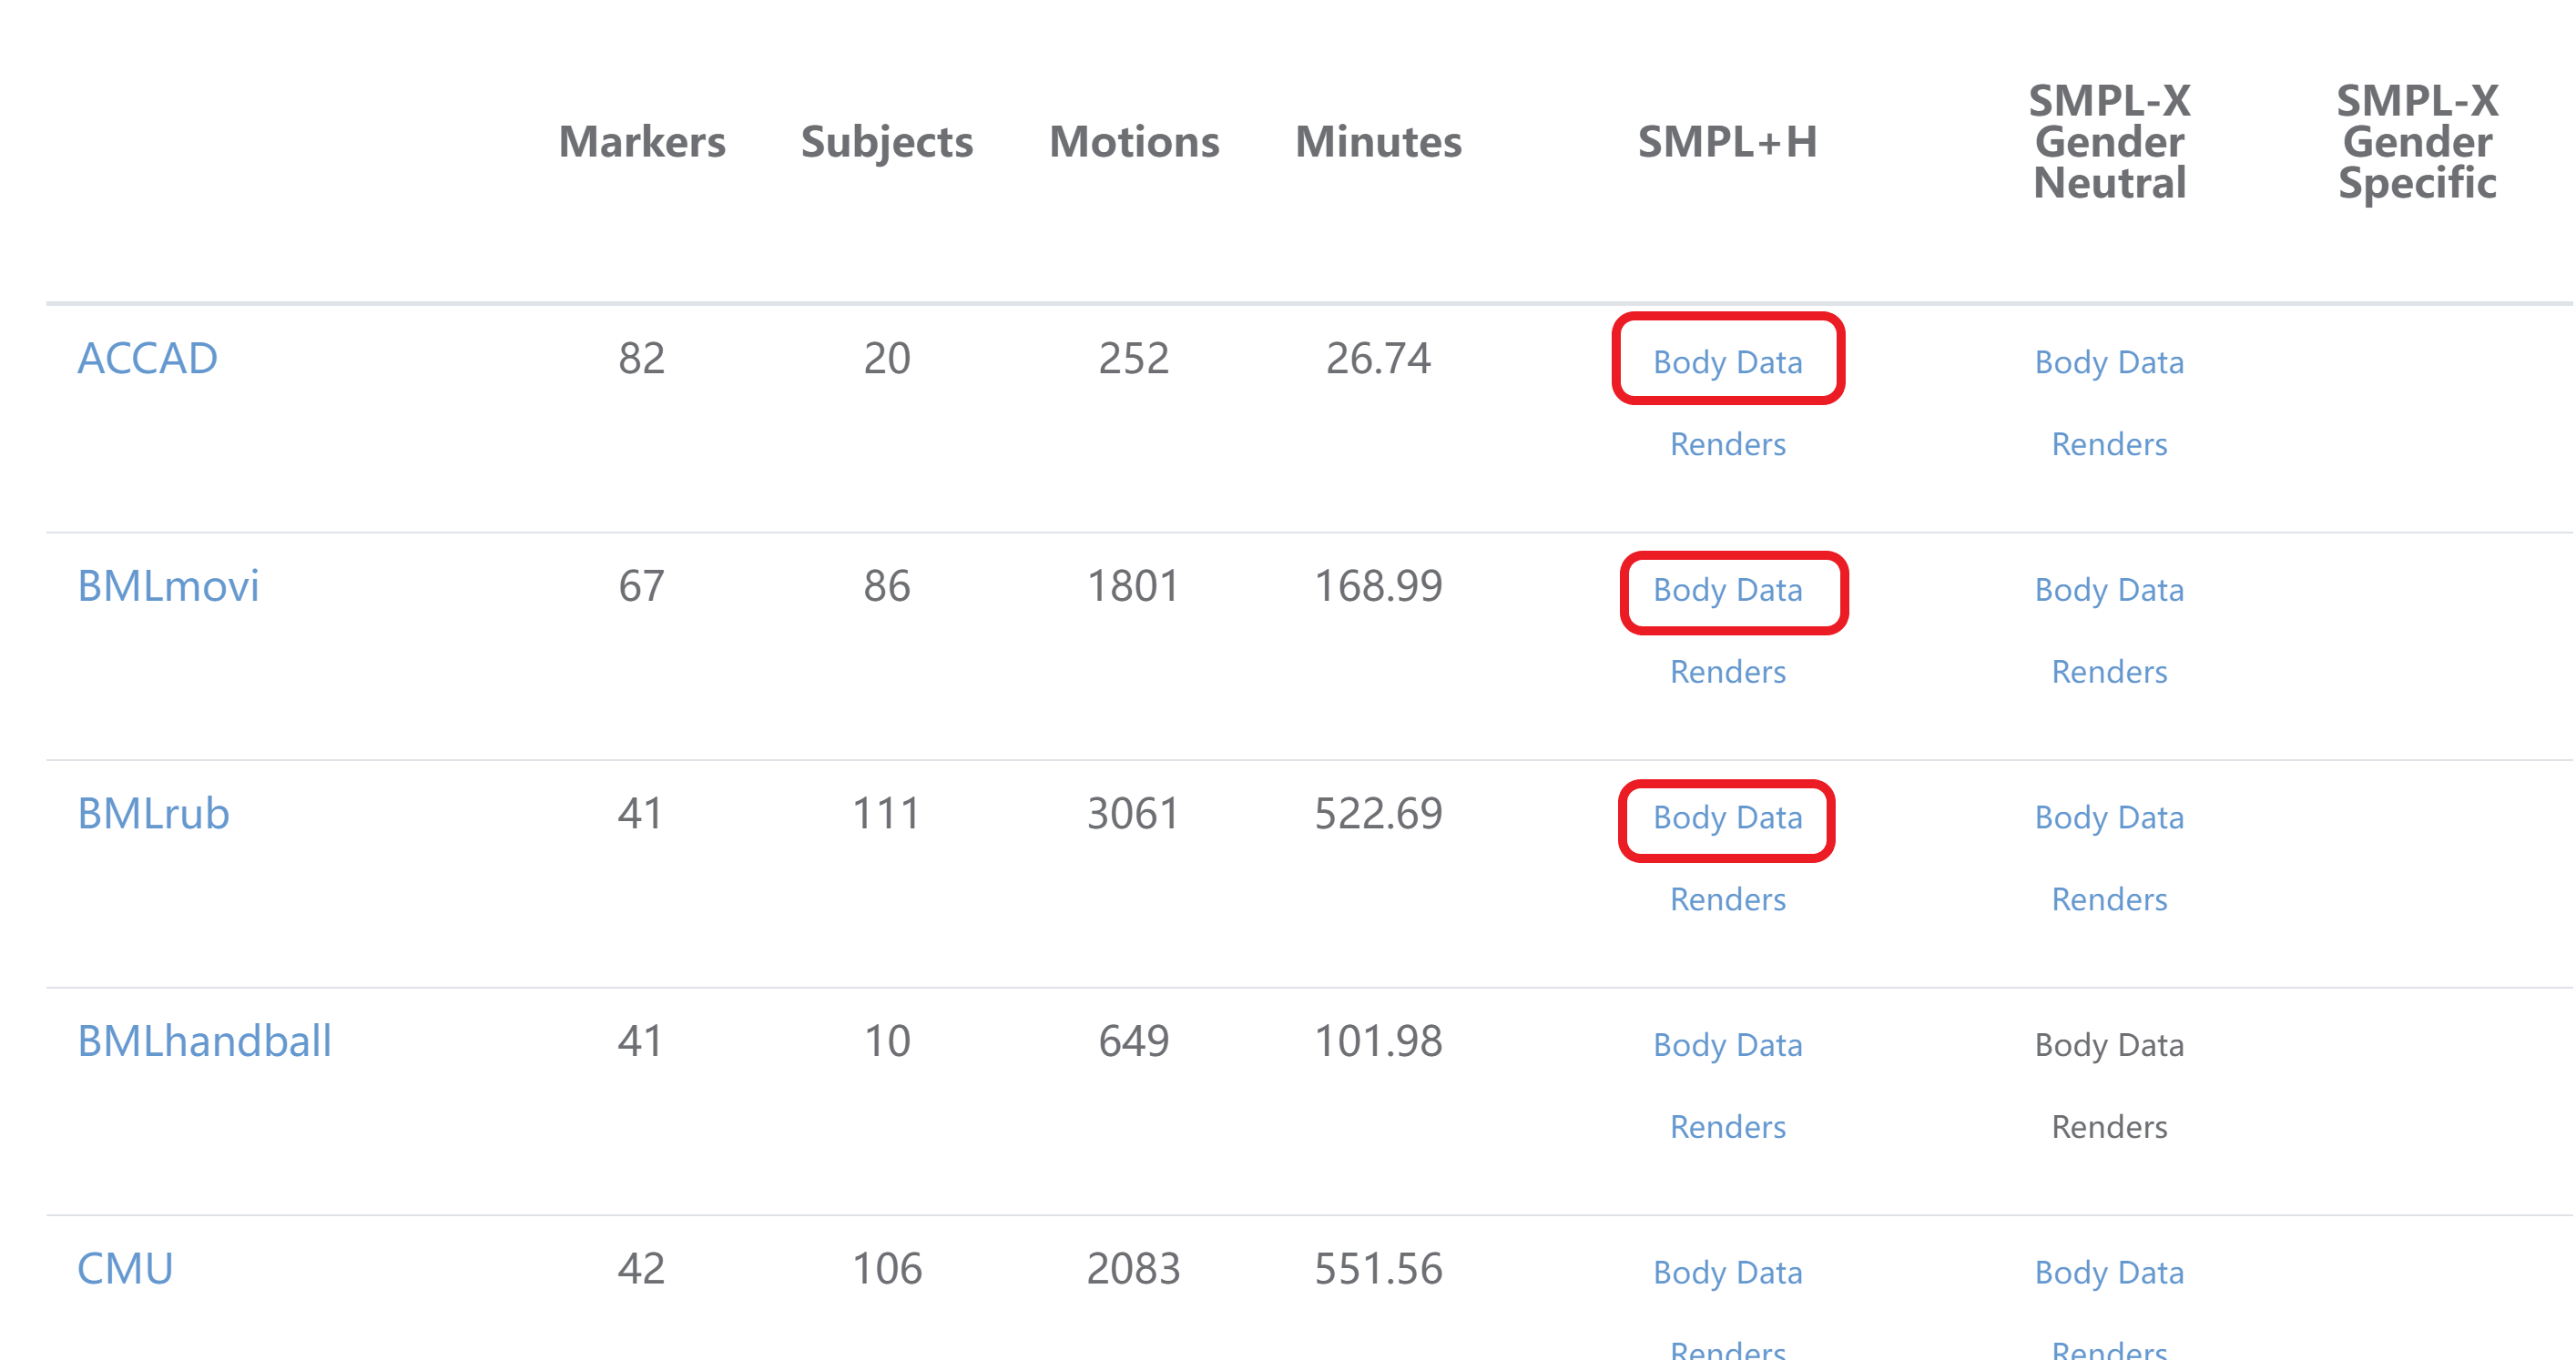 Markers Subjects Motions Minutes SMPL+H SMPL-X Gender Neutral SMPL-X Gender Specific
ACCAD 82 20 252 26.74 Body Data Body Data
Renders Renders
BMLmovi 67 86 1801 168.99 Body Data Body Data
Renders Renders
BMLrub 41 111 3061 522.69 Body Data Body Data
Renders Renders
BMLhandball 41 10 649 101.98 Body Data Body Data
Renders Renders
CMU 42 106 2083 551.56 Body Data Body Data
Renders Renders